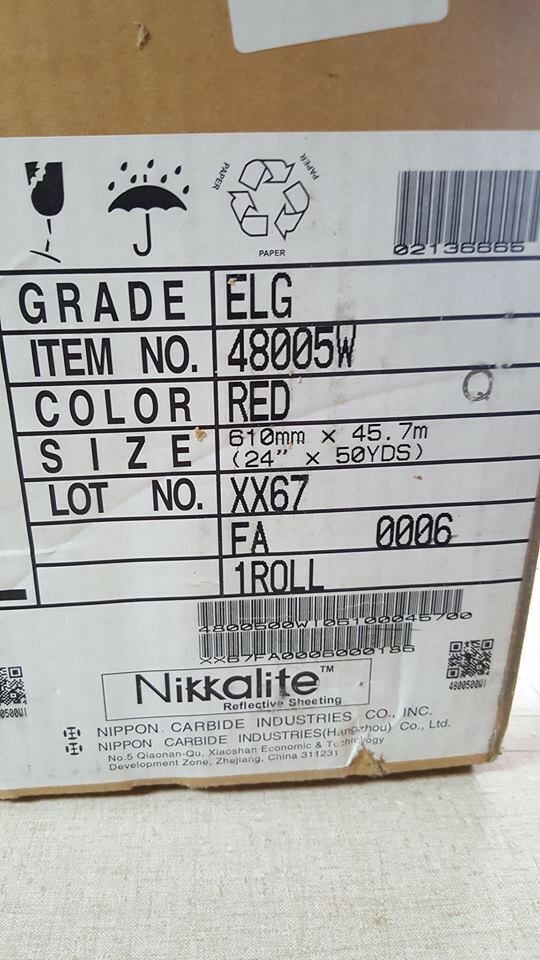 PAPER
PAPER
PAPER
02136665
GRADE ELG
ITEM NO. 48005W
COLOR RED
Q
SIZE 610mm x 45.7m
(24" x 50YDS)
LOT NO. XX67
FA 0006
1ROLL
XX67FA0006000186
Nikkalite™
Reflective Sheeting
4800500WI
NIPPON CARBIDE INDUSTRIES CO., INC.
NIPPON CARBIDE INDUSTRIES(Hangzhou) Co., Ltd.
No.5 Qiaonan-Qu, Xiaoshan Economic & Technology
Development Zone, Zhejiang, China 311231